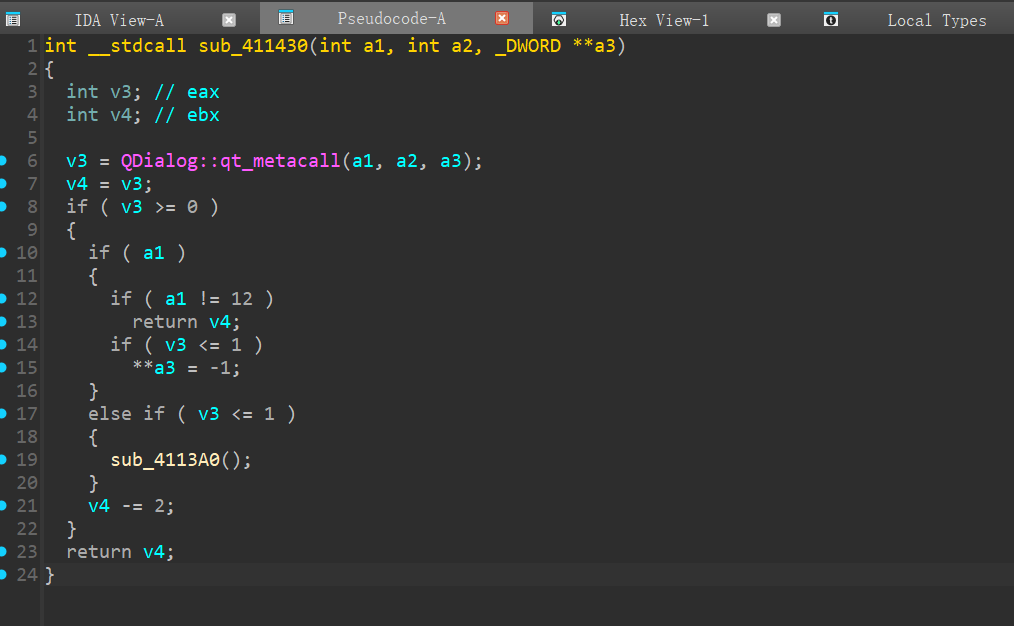 IDA View-A Pseudocode-A Hex View-1 Local Types
1 int __stdcall sub_411430(int a1, int a2, _DWORD **a3)
2 {
3   int v3; // eax
4   int v4; // ebx
5
6   v3 = QDialog::qt_metacall(a1, a2, a3);
7   v4 = v3;
8   if ( v3 >= 0 )
9   {
10     if ( a1 )
11     {
12       if ( a1 != 12 )
13         return v4;
14       if ( v3 <= 1 )
15         **a3 = -1;
16     }
17     else if ( v3 <= 1 )
18     {
19       sub_4113A0();
20     }
21     v4 -= 2;
22   }
23   return v4;
24 }